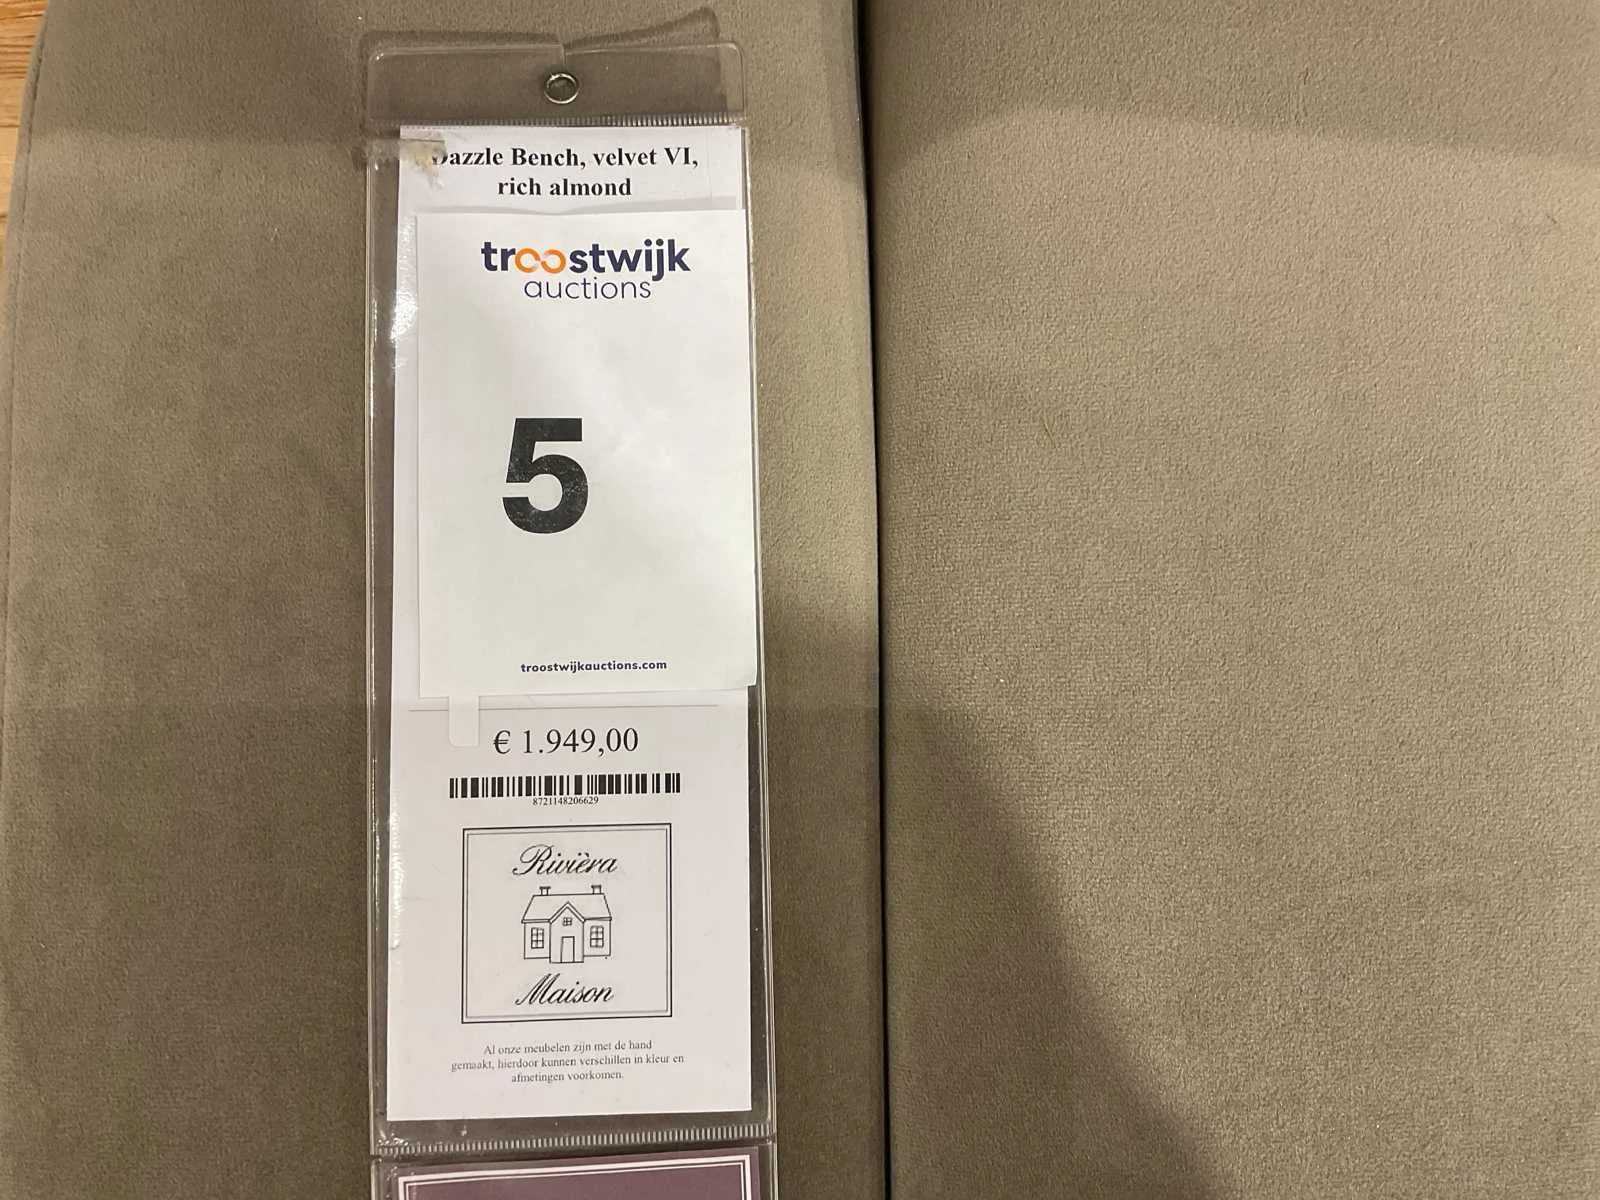 Dazzle Bench, velvet VI,
rich almond
troostwijk
auctions
5
troostwijkauctions.com
€ 1.949,00
8721148206629
Rivièra
Maison
Al onze meubelen zijn met de hand
gemaakt, hierdoor kunnen verschillen in kleur en
afmetingen voorkomen.